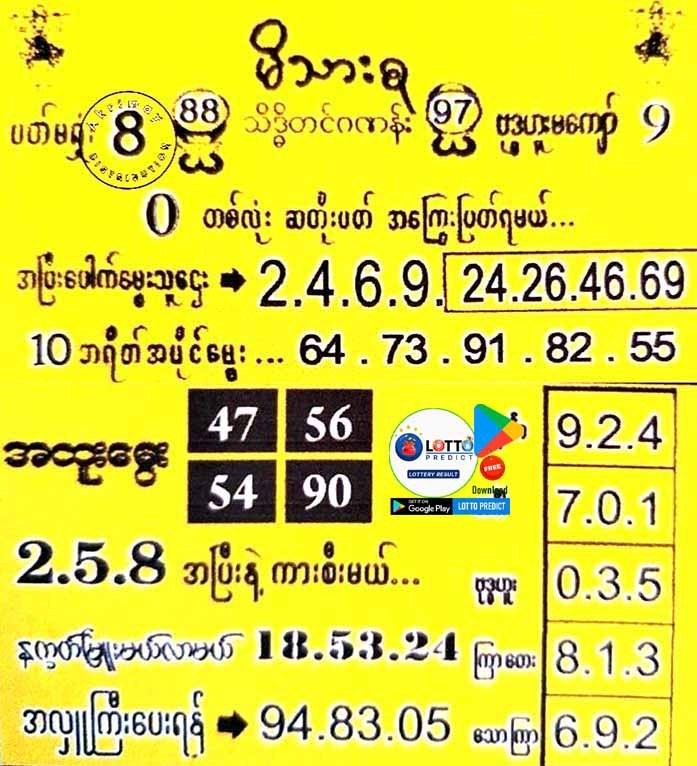 မိသားစု
သိဒ္ဓိတင်ဂဏန်း
8
88
97
ဗုဒ္ဓဟူးမကျော် 9
0 တစ်လုံး ဆတိုးပတ် အကြွေးပြတ်ရမယ်...
အပြီးပေါက်မွေးသူဌေး 2.4.6.9. 24.26.46.69
10 ဘရိတ်အပိုင်မွေး... 64 . 73 . 91 . 82 . 55
အထူးမွေး
47 56
54 90
LOTTO
PREDICT
LOTTERY RESULT
FREE
Download
GET IT ON
Google Play
LOTTO PREDICT
9.2.4
7.0.1
2.5.8 အပြီးနဲ့ ကားစီးမယ်...
ဗုဒ္ဓဟူး 0.3.5
18.53.24
ကြာသပတေး 8.1.3
အလှူကြီးပေးရန် 94.83.05
သောကြာ 6.9.2